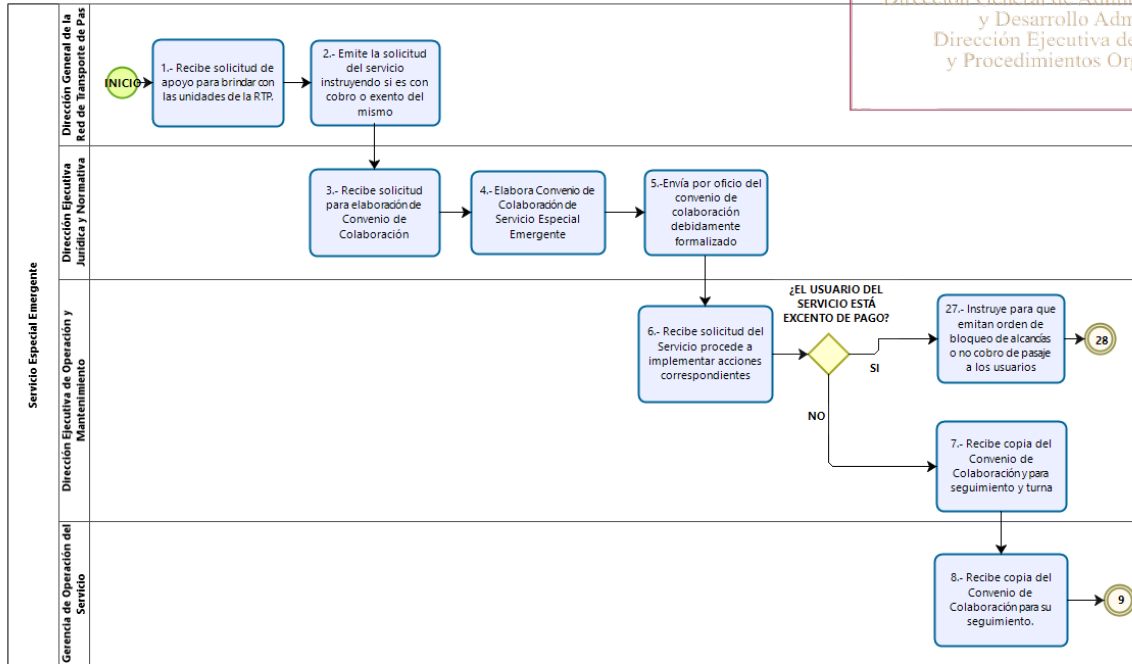 Dirección General de
y Desarrollo
Dirección Ejecutiva de
y Procedimientos
Servicio Especial Emergente
Dirección General de la
Red de Transporte de Pas
INICIO
1.- Recibe solicitud de
apoyo para brindar con
las unidades de la RTP.
2.- Emite la solicitud
del servicio
instruyendo si es con
cobro o exento del
mismo
Dirección Ejecutiva
Jurídica y Normativa
3.- Recibe solicitud
para elaboración de
Convenio de
Colaboración
4.- Elabora Convenio de
Colaboración de
Servicio Especial
Emergente
5.-Envía por oficio del
convenio de
colaboración
debidamente
formalizado
Dirección Ejecutiva de Operación y
Mantenimiento
6.- Recibe solicitud del
Servicio procede a
implementar acciones
correspondientes
¿EL USUARIO DEL
SERVICIO ESTÁ
EXCENTO DE PAGO?
SI
NO
27.- Instruye para que
emitan orden de
bloqueo de alcancías
o no cobro de pasaje
a los usuarios
28
7.- Recibe copia del
Convenio de
Colaboración y para
seguimiento y turna
Gerencia de Operación del
Servicio
8.- Recibe copia del
Convenio de
Colaboración para su
seguimiento.
9